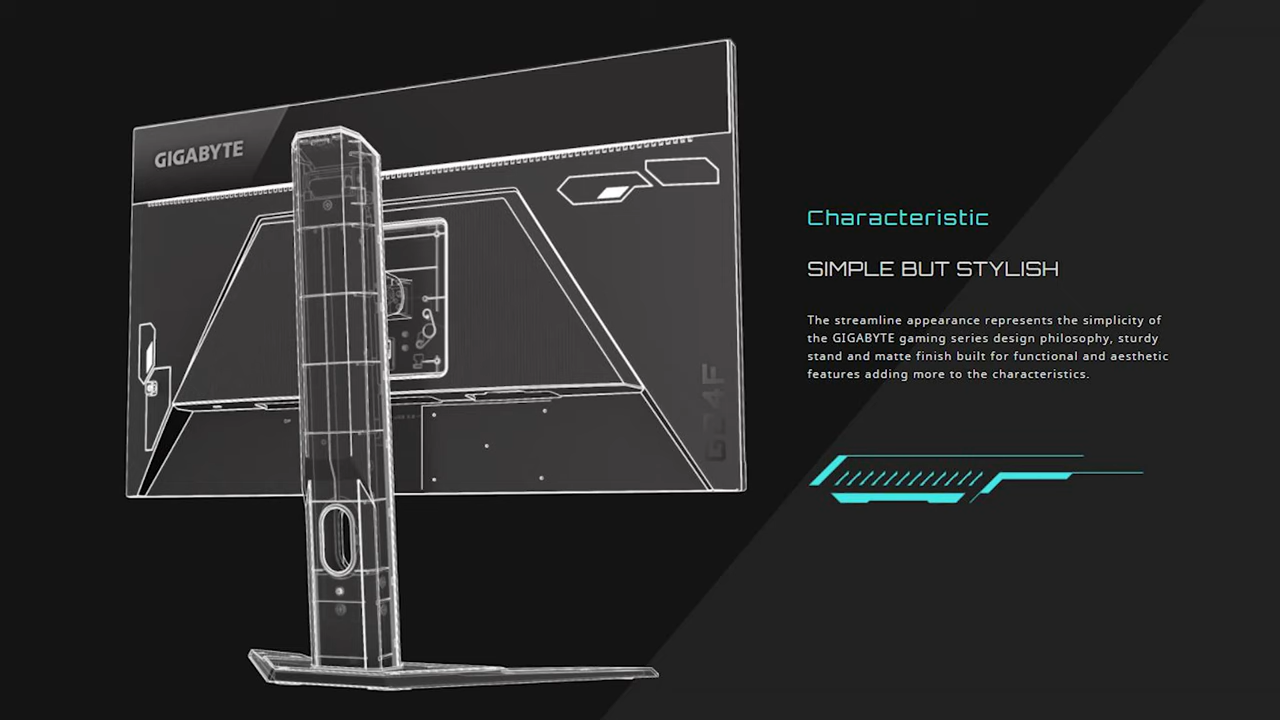 GIGABYTE
Characteristic
SIMPLE BUT STYLISH
The streamline appearance represents the simplicity of
the GIGABYTE gaming series design philosophy, sturdy
stand and matte finish built for functional and aesthetic
features adding more to the characteristics.